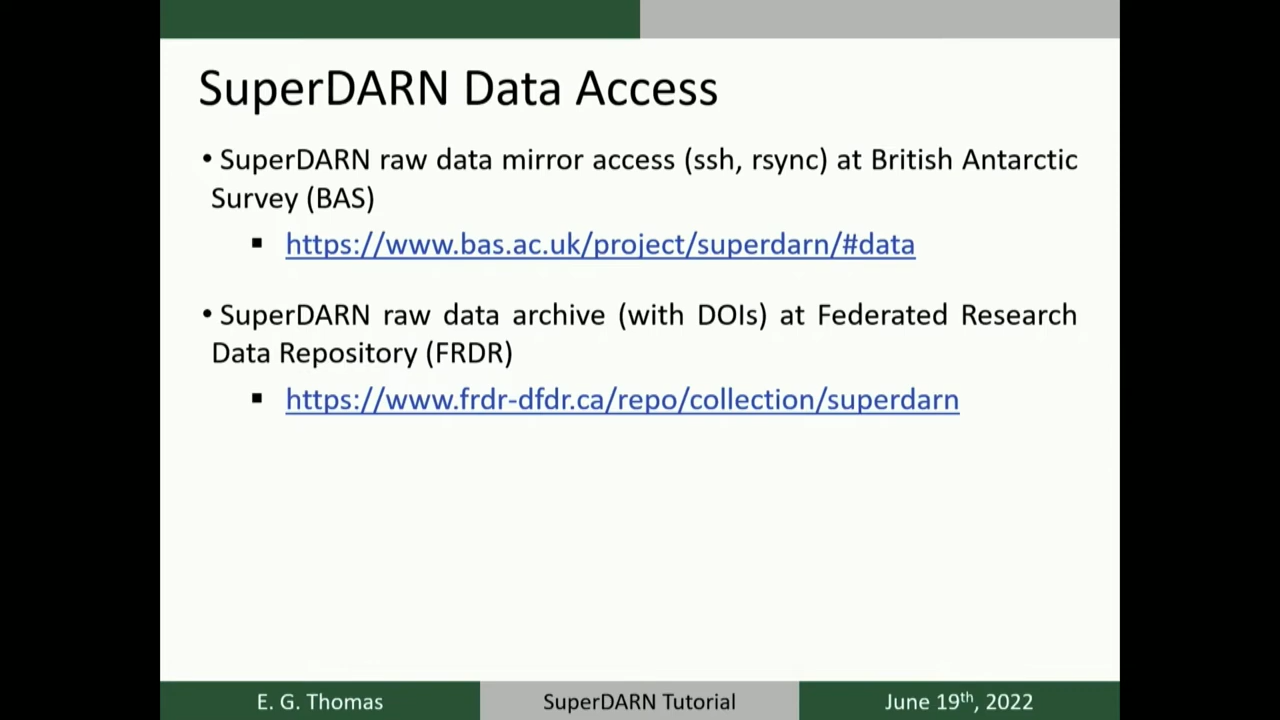 SuperDARN Data Access
• SuperDARN raw data mirror access (ssh, rsync) at British Antarctic
Survey (BAS)
▪ https://www.bas.ac.uk/project/superdarn/#data
• SuperDARN raw data archive (with DOIs) at Federated Research
Data Repository (FRDR)
▪ https://www.frdr-dfdr.ca/repo/collection/superdarn
E. G. Thomas
SuperDARN Tutorial
June 19th, 2022